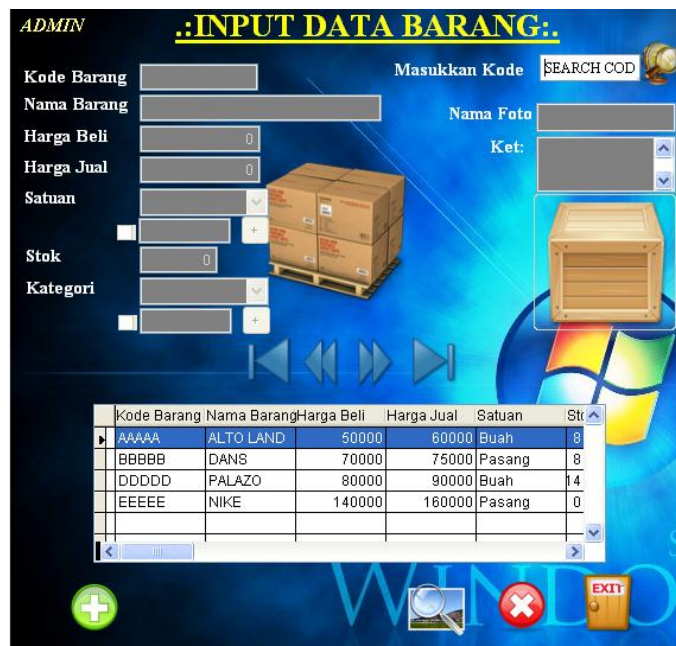 ADMIN
.:INPUT DATA BARANG:.
Kode Barang
Masukkan Kode
SEARCH COD
Nama Barang
Nama Foto
Harga Beli 0
Ket:
Harga Jual 0
Satuan
+
Stok 0
Kategori
+
Kode Barang Nama Barang Harga Beli Harga Jual Satuan Sto
AAAAA ALTO LAND 50000 60000 Buah 8
BBBBB DANS 70000 75000 Pasang 8
DDDDD PALAZO 80000 90000 Buah 14
EEEEE NIKE 140000 160000 Pasang 0
WINDO
EXIT